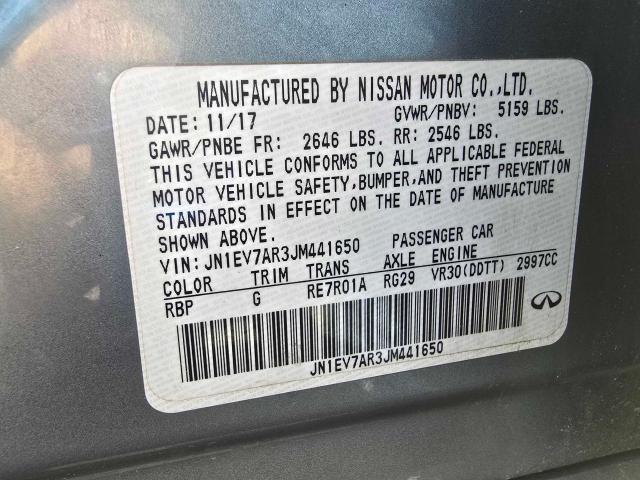 MANUFACTURED BY NISSAN MOTOR CO.,LTD.
DATE: 11/17 GVWR/PNBV: 5159 LBS.
GAWR/PNBE FR: 2646 LBS. RR: 2546 LBS.
THIS VEHICLE CONFORMS TO ALL APPLICABLE FEDERAL
MOTOR VEHICLE SAFETY,BUMPER,AND THEFT PREVENTION
STANDARDS IN EFFECT ON THE DATE OF MANUFACTURE
SHOWN ABOVE.
VIN: JN1EV7AR3JM441650 PASSENGER CAR
COLOR TRIM TRANS AXLE ENGINE
RBP G RE7R01A RG29 VR30(DDTT) 2997CC
JN1EV7AR3JM441650